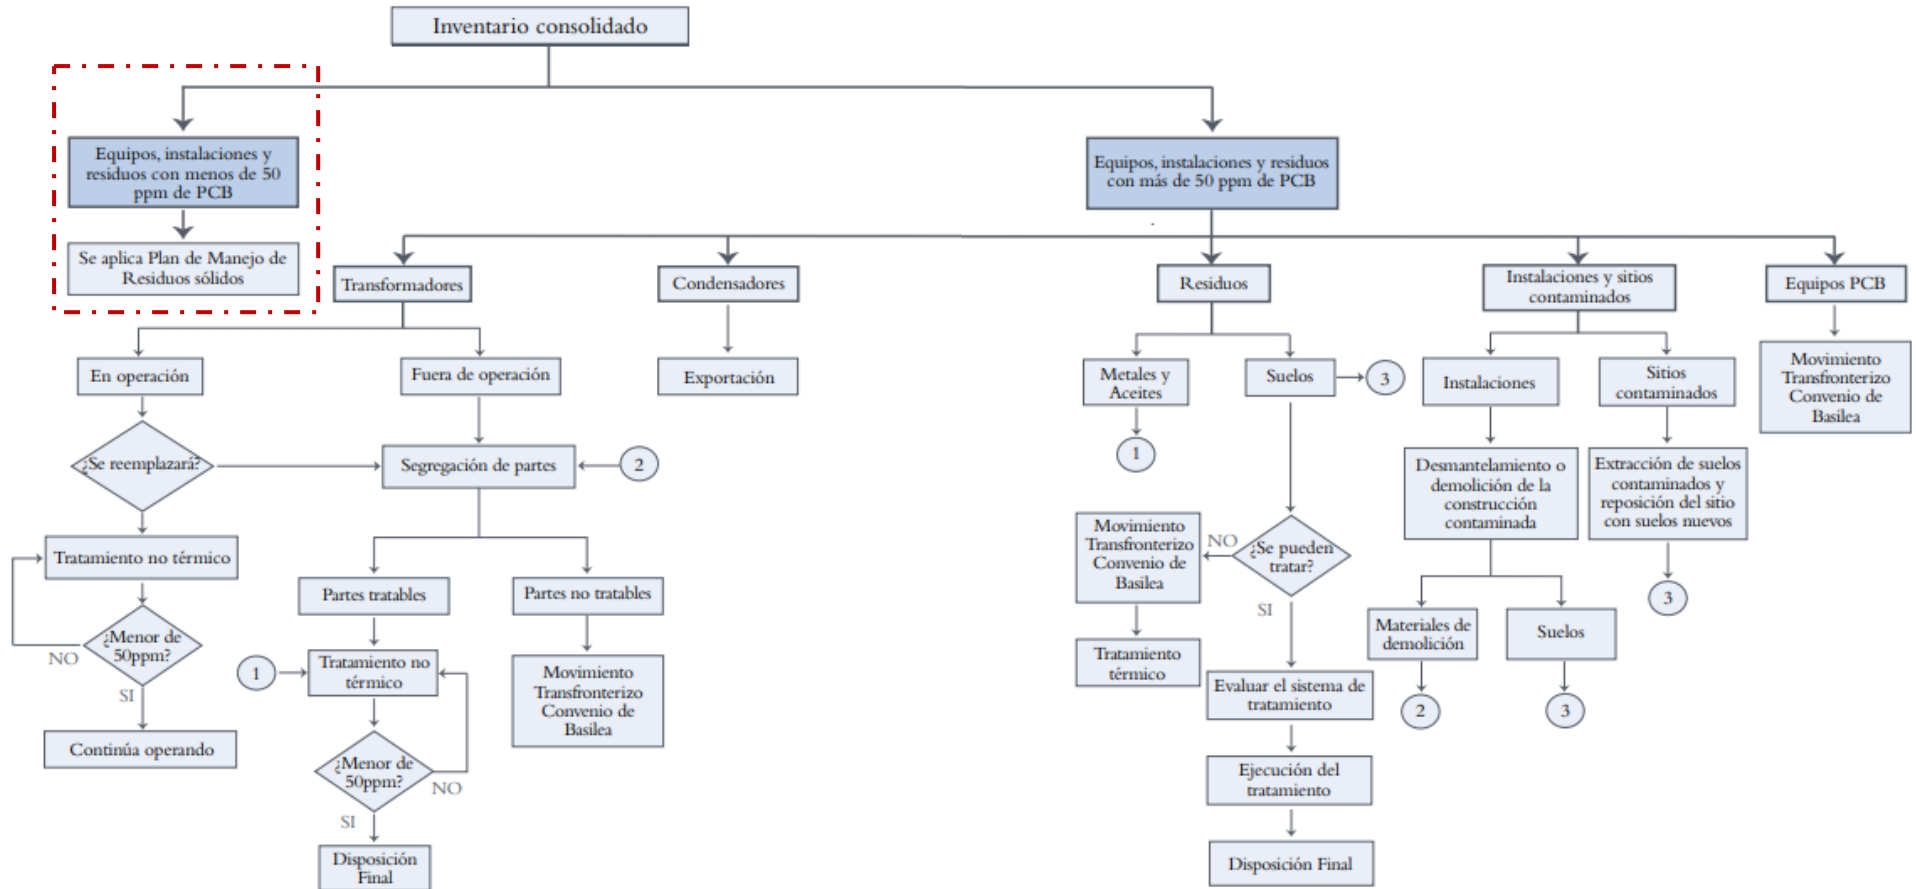 Inventario consolidado
Equipos, instalaciones y
residuos con menos de 50
ppm de PCB
Equipos, instalaciones y residuos
con más de 50 ppm de PCB
Se aplica Plan de Manejo de
Residuos sólidos
Transformadores
Condensadores
Residuos
Instalaciones y sitios
contaminados
Equipos PCB
En operación
Fuera de operación
Exportación
Metales y
Aceites
Suelos
3
Instalaciones
Sitios
contaminados
Movimiento
Transfronterizo
Convenio de
Basilea
¿Se reemplazará?
Segregación de partes
2
1
Desmantelamiento o
demolición de la
construcción
contaminada
Extracción de suelos
contaminados y
reposición del sitio
con suelos nuevos
Tratamiento no térmico
Movimiento
Transfronterizo
Convenio de
Basilea
NO
¿Se pueden
tratar?
SI
Partes tratables
Partes no tratables
3
¿Menor de
50ppm?
NO
SI
Materiales de
demolición
Suelos
1
Tratamiento no
térmico
Movimiento
Transfronterizo
Convenio de
Basilea
Tratamiento
térmico
Evaluar el sistema de
tratamiento
2
3
Continúa operando
¿Menor de
50ppm?
NO
SI
Ejecución del
tratamiento
Disposición
Final
Disposición Final